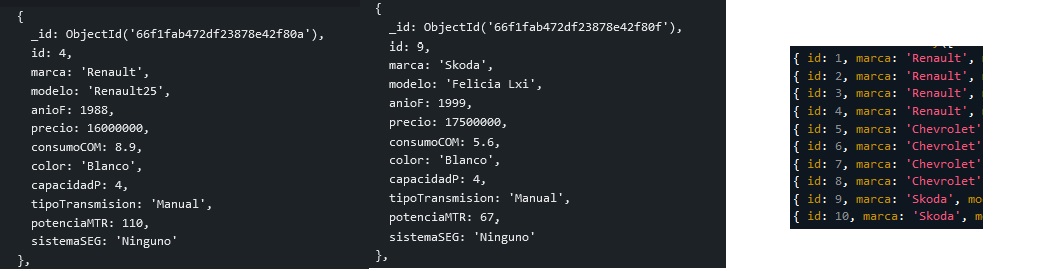 {
_id: ObjectId('66f1fab472df23878e42f80a'),
id: 4,
marca: 'Renault',
modelo: 'Renault25',
anioF: 1988,
precio: 16000000,
consumoCOM: 8.9,
color: 'Blanco',
capacidadP: 4,
tipoTransmision: 'Manual',
potenciaMTR: 110,
sistemaSEG: 'Ninguno'
},
{
_id: ObjectId('66f1fab472df23878e42f80f'),
id: 9,
marca: 'Skoda',
modelo: 'Felicia Lxi',
anioF: 1999,
precio: 17500000,
consumoCOM: 5.6,
color: 'Blanco',
capacidadP: 4,
tipoTransmision: 'Manual',
potenciaMTR: 67,
sistemaSEG: 'Ninguno'
},
{ id: 1, marca: 'Renault',
{ id: 2, marca: 'Renault',
{ id: 3, marca: 'Renault',
{ id: 4, marca: 'Renault',
{ id: 5, marca: 'Chevrolet'
{ id: 6, marca: 'Chevrolet'
{ id: 7, marca: 'Chevrolet'
{ id: 8, marca: 'Chevrolet'
{ id: 9, marca: 'Skoda', mo
{ id: 10, marca: 'Skoda', m